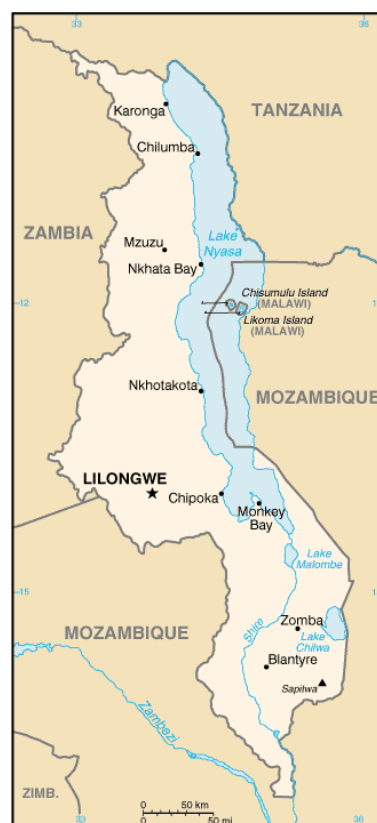 33
36
Karonga
TANZANIA
Chilumba
ZAMBIA
Mzuzu
Lake
Nyasa
Nkhata Bay
Chisumulu Island
(MALAWI)
12
12
Likoma Island
(MALAWI)
Nkhotakota
MOZAMBIQUE
LILONGWE
Chipoka
Monkey
Bay
Lake
Malombe
15
15
Zomba
MOZAMBIQUE
Shire
Lake
Chilwa
Blantyre
Sapitwa
Zambezi
ZIMB.
0 50 km
0 50 mi
33
36